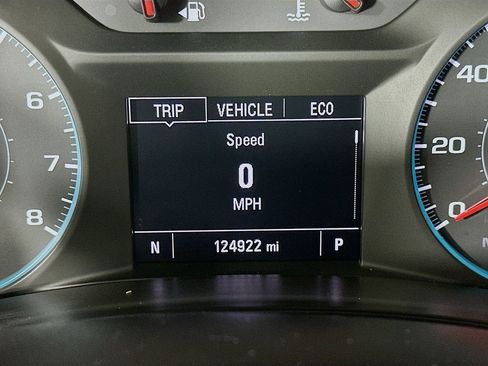 TRIP VEHICLE ECO
Speed
0
MPH
N 124922 mi P
6
7
8
40
20
0